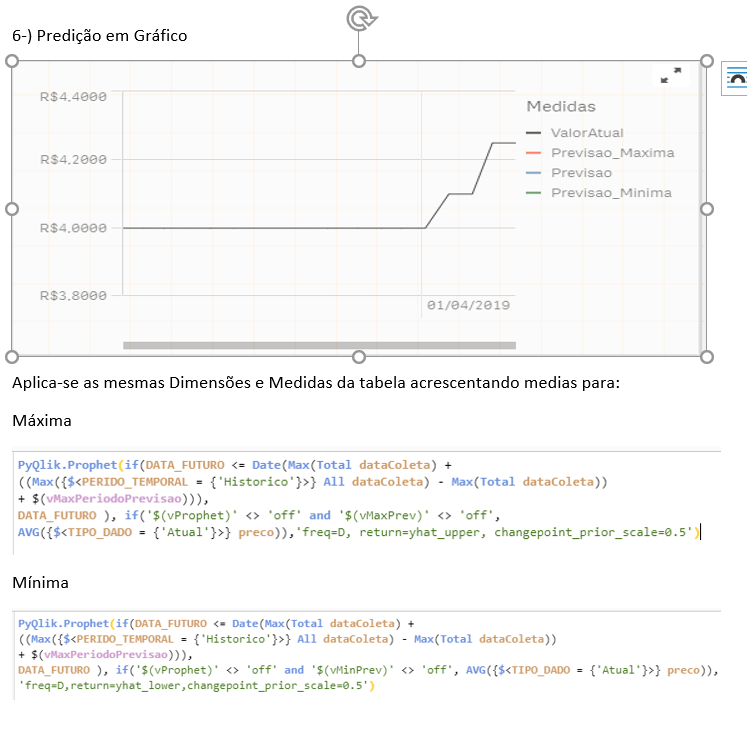 6-) Predição em Gráfico
R$4,4000
R$4,2000
R$4,0000
R$3,8000
01/04/2019
Medidas
ValorAtual
Previsao_Maxima
Previsao
Previsao_Minima
Aplica-se as mesmas Dimensões e Medidas da tabela acrescentando medias para:
Máxima
PyQlik.Prophet(if(DATA_FUTURO <= Date(Max(Total dataColeta) +
((Max({$<PERIDO_TEMPORAL = {'Historico'}>} All dataColeta) - Max(Total dataColeta))
+ $(vMaxPeriodoPrevisao))),
DATA_FUTURO ), if('$(vProphet)' <> 'off' and '$(vMaxPrev)' <> 'off',
AVG({$<TIPO_DADO = {'Atual'}>} preco)),'freq=D, return=yhat_upper, changepoint_prior_scale=0.5')
Mínima
PyQlik.Prophet(if(DATA_FUTURO <= Date(Max(Total dataColeta) +
((Max({$<PERIDO_TEMPORAL = {'Historico'}>} All dataColeta) - Max(Total dataColeta))
+ $(vMaxPeriodoPrevisao))),
DATA_FUTURO ), if('$(vProphet)' <> 'off' and '$(vMinPrev)' <> 'off', AVG({$<TIPO_DADO = {'Atual'}>} preco)),
'freq=D,return=yhat_lower,changepoint_prior_scale=0.5')